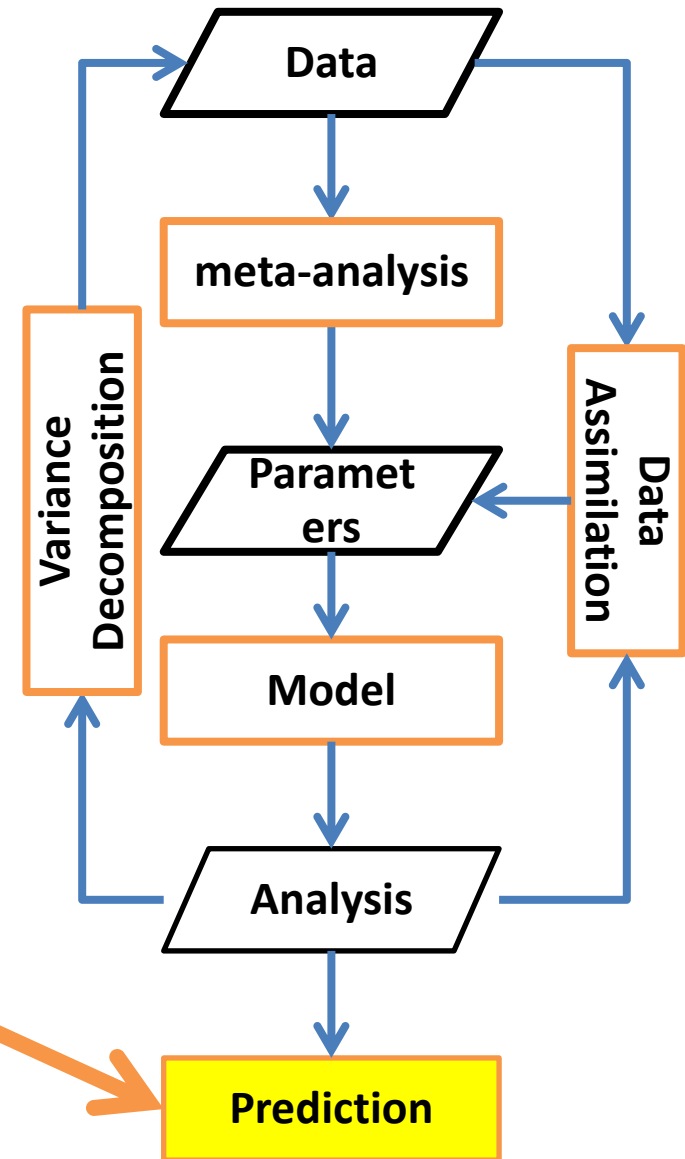 Data
meta-analysis
Variance
Decomposition
Data
Assimilation
Paramet
ers
Model
Analysis
Prediction